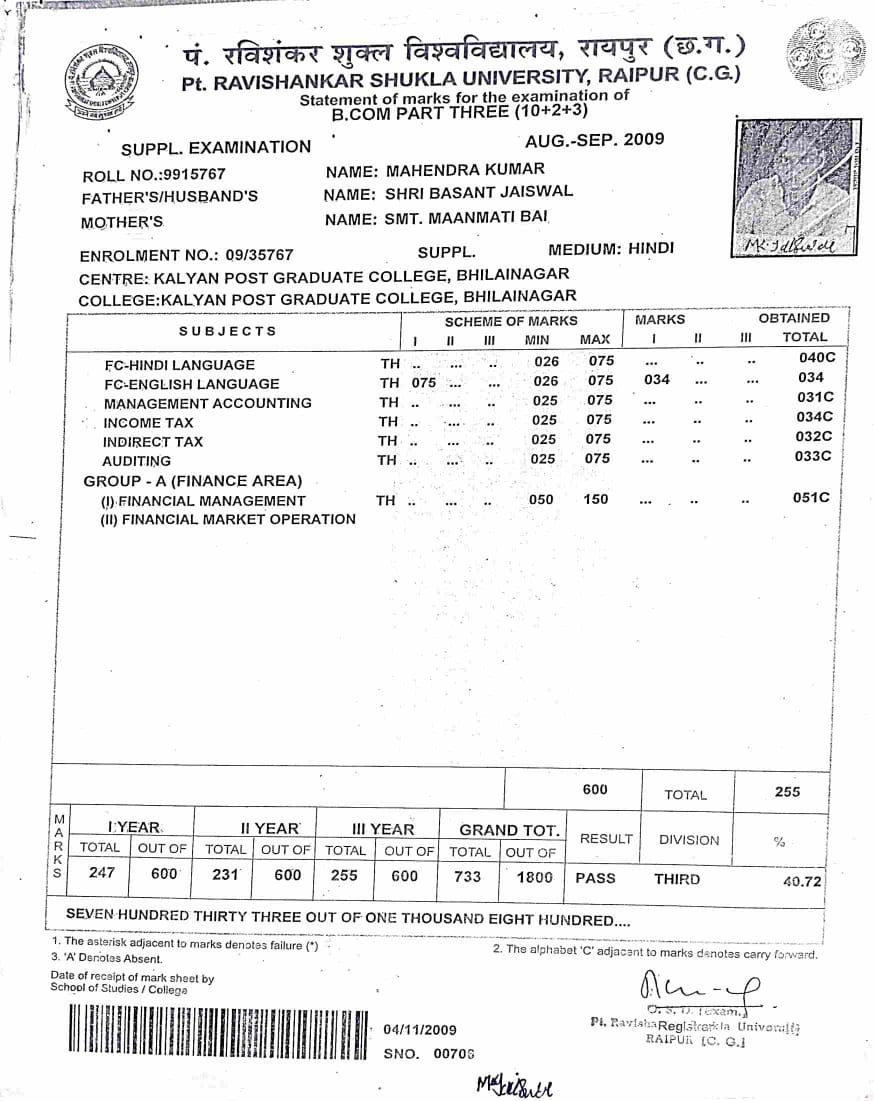 पं. रविशंकर शुक्ल विश्वविद्यालय, रायपुर (छ.ग.)
Pt. RAVISHANKAR SHUKLA UNIVERSITY, RAIPUR (C.G.)
Statement of marks for the examination of
B.COM PART THREE (10+2+3)
SUPPL. EXAMINATION AUG.-SEP. 2009
ROLL NO.:9915767 NAME: MAHENDRA KUMAR
FATHER'S/HUSBAND'S NAME: SHRI BASANT JAISWAL
MOTHER'S NAME: SMT. MAANMATI BAI
ENROLMENT NO.: 09/35767 SUPPL. MEDIUM: HINDI
CENTRE: KALYAN POST GRADUATE COLLEGE, BHILAINAGAR
COLLEGE:KALYAN POST GRADUATE COLLEGE, BHILAINAGAR
SUBJECTS SCHEME OF MARKS MARKS OBTAINED
I II III MIN MAX I II III TOTAL
FC-HINDI LANGUAGE TH .. ... .. 026 075 ... .. .. 040C
FC-ENGLISH LANGUAGE TH 075 ... ... 026 075 034 ... ... 034
MANAGEMENT ACCOUNTING TH .. ... .. 025 075 ... .. .. 031C
INCOME TAX TH .. ... .. 025 075 ... .. .. 034C
INDIRECT TAX TH .. ... .. 025 075 ... .. .. 032C
AUDITING TH .. ... .. 025 075 ... .. .. 033C
GROUP - A (FINANCE AREA)
(I) FINANCIAL MANAGEMENT TH .. ... .. 050 150 ... .. .. 051C
(II) FINANCIAL MARKET OPERATION
600 TOTAL 255
MARKS
I YEAR II YEAR III YEAR GRAND TOT. RESULT DIVISION %
TOTAL OUT OF TOTAL OUT OF TOTAL OUT OF TOTAL OUT OF
247 600 231 600 255 600 733 1800 PASS THIRD 40.72
SEVEN HUNDRED THIRTY THREE OUT OF ONE THOUSAND EIGHT HUNDRED....
1. The asterisk adjacent to marks denotes failure (*)
2. The alphabet 'C' adjacent to marks denotes carry forward.
3. 'A' Denotes Absent.
Date of receipt of mark sheet by
School of Studies / College
O. S. D. (Exam.)
Pt. Ravisha Registrar kla University
RAIPUR (C. G.)
04/11/2009
SNO. 00708